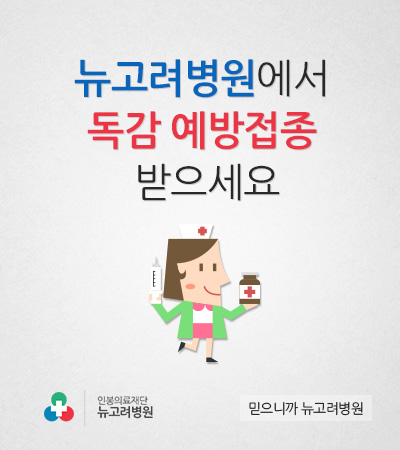 뉴고려병원에서
독감 예방접종
받으세요
인봉의료재단
뉴고려병원
믿으니까 뉴고려병원